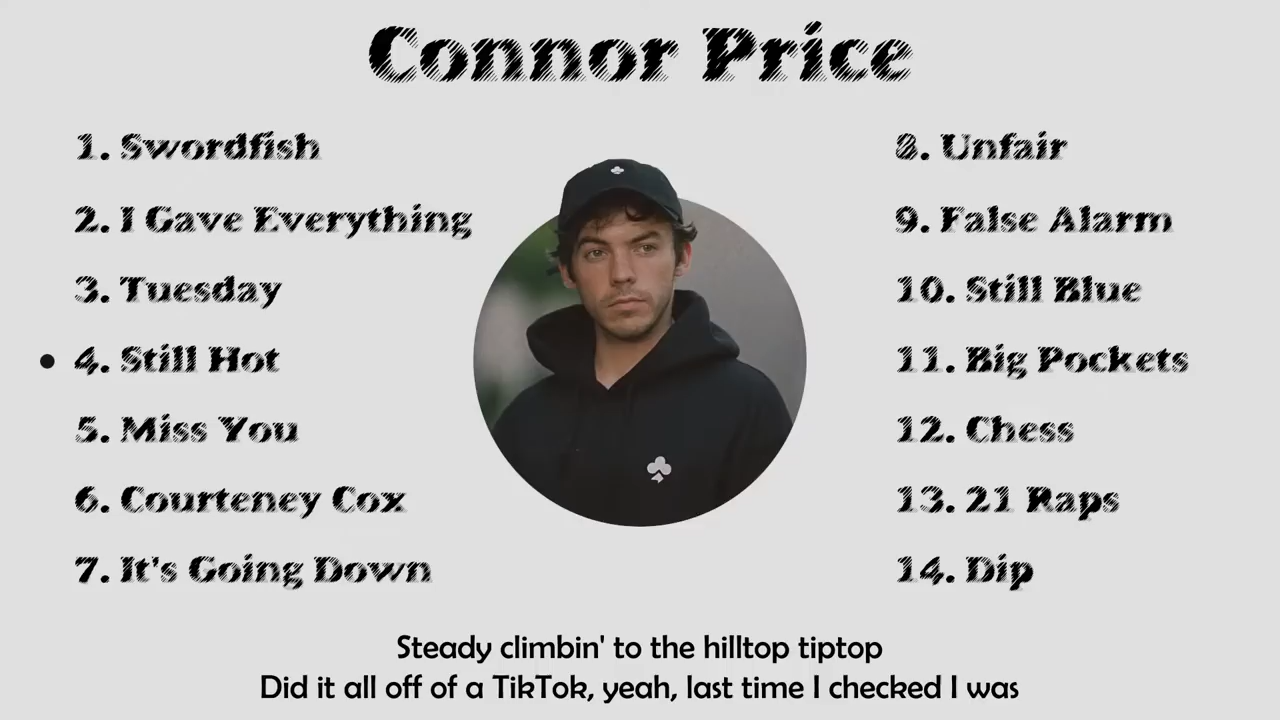 Connor Price
1. Swordfish
2. I Gave Everything
3. Tuesday
4. Still Hot
5. Miss You
6. Courteney Cox
7. It's Going Down
8. Unfair
9. False Alarm
10. Still Blue
11. Big Pockets
12. Chess
13. 21 Raps
14. Dip
Steady climbin' to the hilltop tiptop
Did it all off of a TikTok, yeah, last time I checked I was